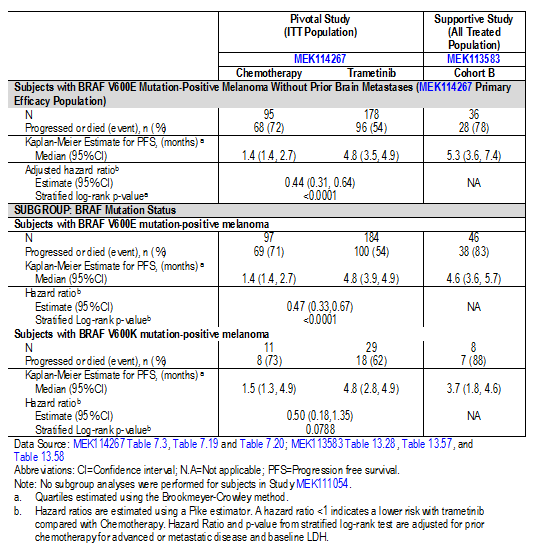 Pivotal Study Supportive Study
(ITT Population) (All Treated
Population)
MEK114267 MEK113583
Chemotherapy Trametinib Cohort B
Subjects with BRAF V600E Mutation-Positive Melanoma Without Prior Brain Metastases (MEK114267 Primary
Efficacy Population)
N 95 178 36
Progressed or died (event), n (%) 68 (72) 96 (54) 28 (78)
Kaplan-Meier Estimate for PFS, (months) a
Median (95%CI) 1.4 (1.4, 2.7) 4.8 (3.5, 4.9) 5.3 (3.6, 7.4)
Adjusted hazard ratiob
Estimate (95%CI) 0.44 (0.31, 0.64) NA
Stratified log-rank p-valuea <0.0001
SUBGROUP: BRAF Mutation Status
Subjects with BRAF V600E mutation-positive melanoma
N 97 184 46
Progressed or died (event), n (%) 69 (71) 100 (54) 38 (83)
Kaplan-Meier Estimate for PFS, (months) a
Median (95%CI) 1.4 (1.4, 2.7) 4.8 (3.9, 4.9) 4.6 (3.6, 5.7)
Hazard ratiob
Estimate (95%CI) 0.47 (0.33,0.67) NA
Stratified Log-rank p-valueb <0.0001
Subjects with BRAF V600K mutation-positive melanoma
N 11 29 8
Progressed or died (event), n (%) 8 (73) 18 (62) 7 (88)
Kaplan-Meier Estimate for PFS, (months) a
Median (95%CI) 1.5 (1.3, 4.9) 4.8 (2.8, 4.9) 3.7 (1.8, 4.6)
Hazard ratiob
Estimate (95%CI) 0.50 (0.18,1.35) NA
Stratified Log-rank p-valueb 0.0788
Data Source: MEK114267 Table 7.3, Table 7.19 and Table 7.20; MEK113583 Table 13.28, Table 13.57, and
Table 13.58
Abbreviations: CI=Confidence interval; N.A=Not applicable; PFS=Progression free survival.
Note: No subgroup analyses were performed for subjects in Study MEK111054.
a. Quartiles estimated using the Brookmeyer-Crowley method.
b. Hazard ratios are estimated using a Pike estimator. A hazard ratio <1 indicates a lower risk with trametinib
compared with Chemotherapy. Hazard Ratio and p-value from stratified log-rank test are adjusted for prior
chemotherapy for advanced or metastatic disease and baseline LDH.